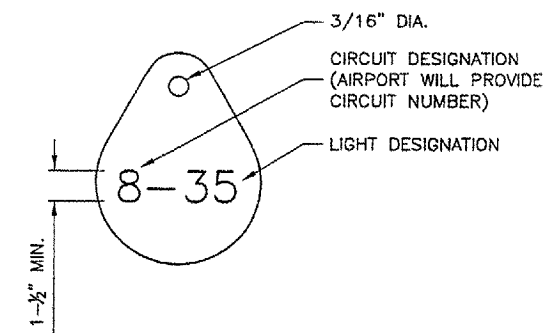 3/16" DIA.
CIRCUIT DESIGNATION
(AIRPORT WILL PROVIDE
CIRCUIT NUMBER)
LIGHT DESIGNATION
8-35
1-½" MIN.